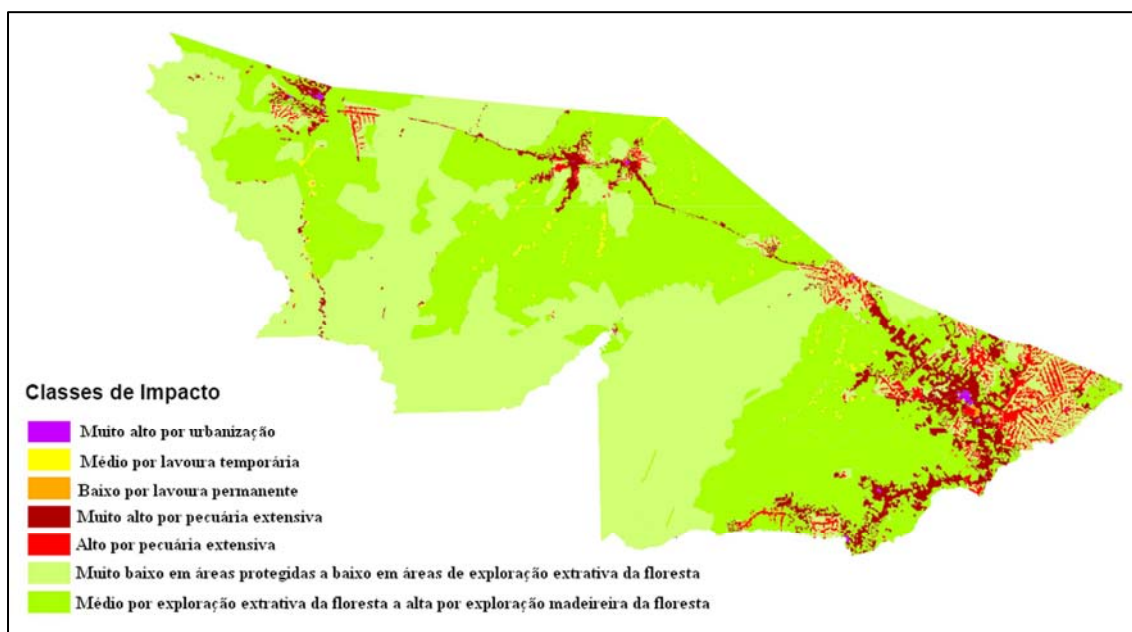 Classes de Impacto
Muito alto por urbanização
Médio por lavoura temporária
Baixo por lavoura permanente
Muito alto por pecuária extensiva
Alto por pecuária extensiva
Muito baixo em áreas protegidas a baixo em áreas de exploração extrativa da floresta
Médio por exploração extrativa da floresta a alta por exploração madeireira da floresta